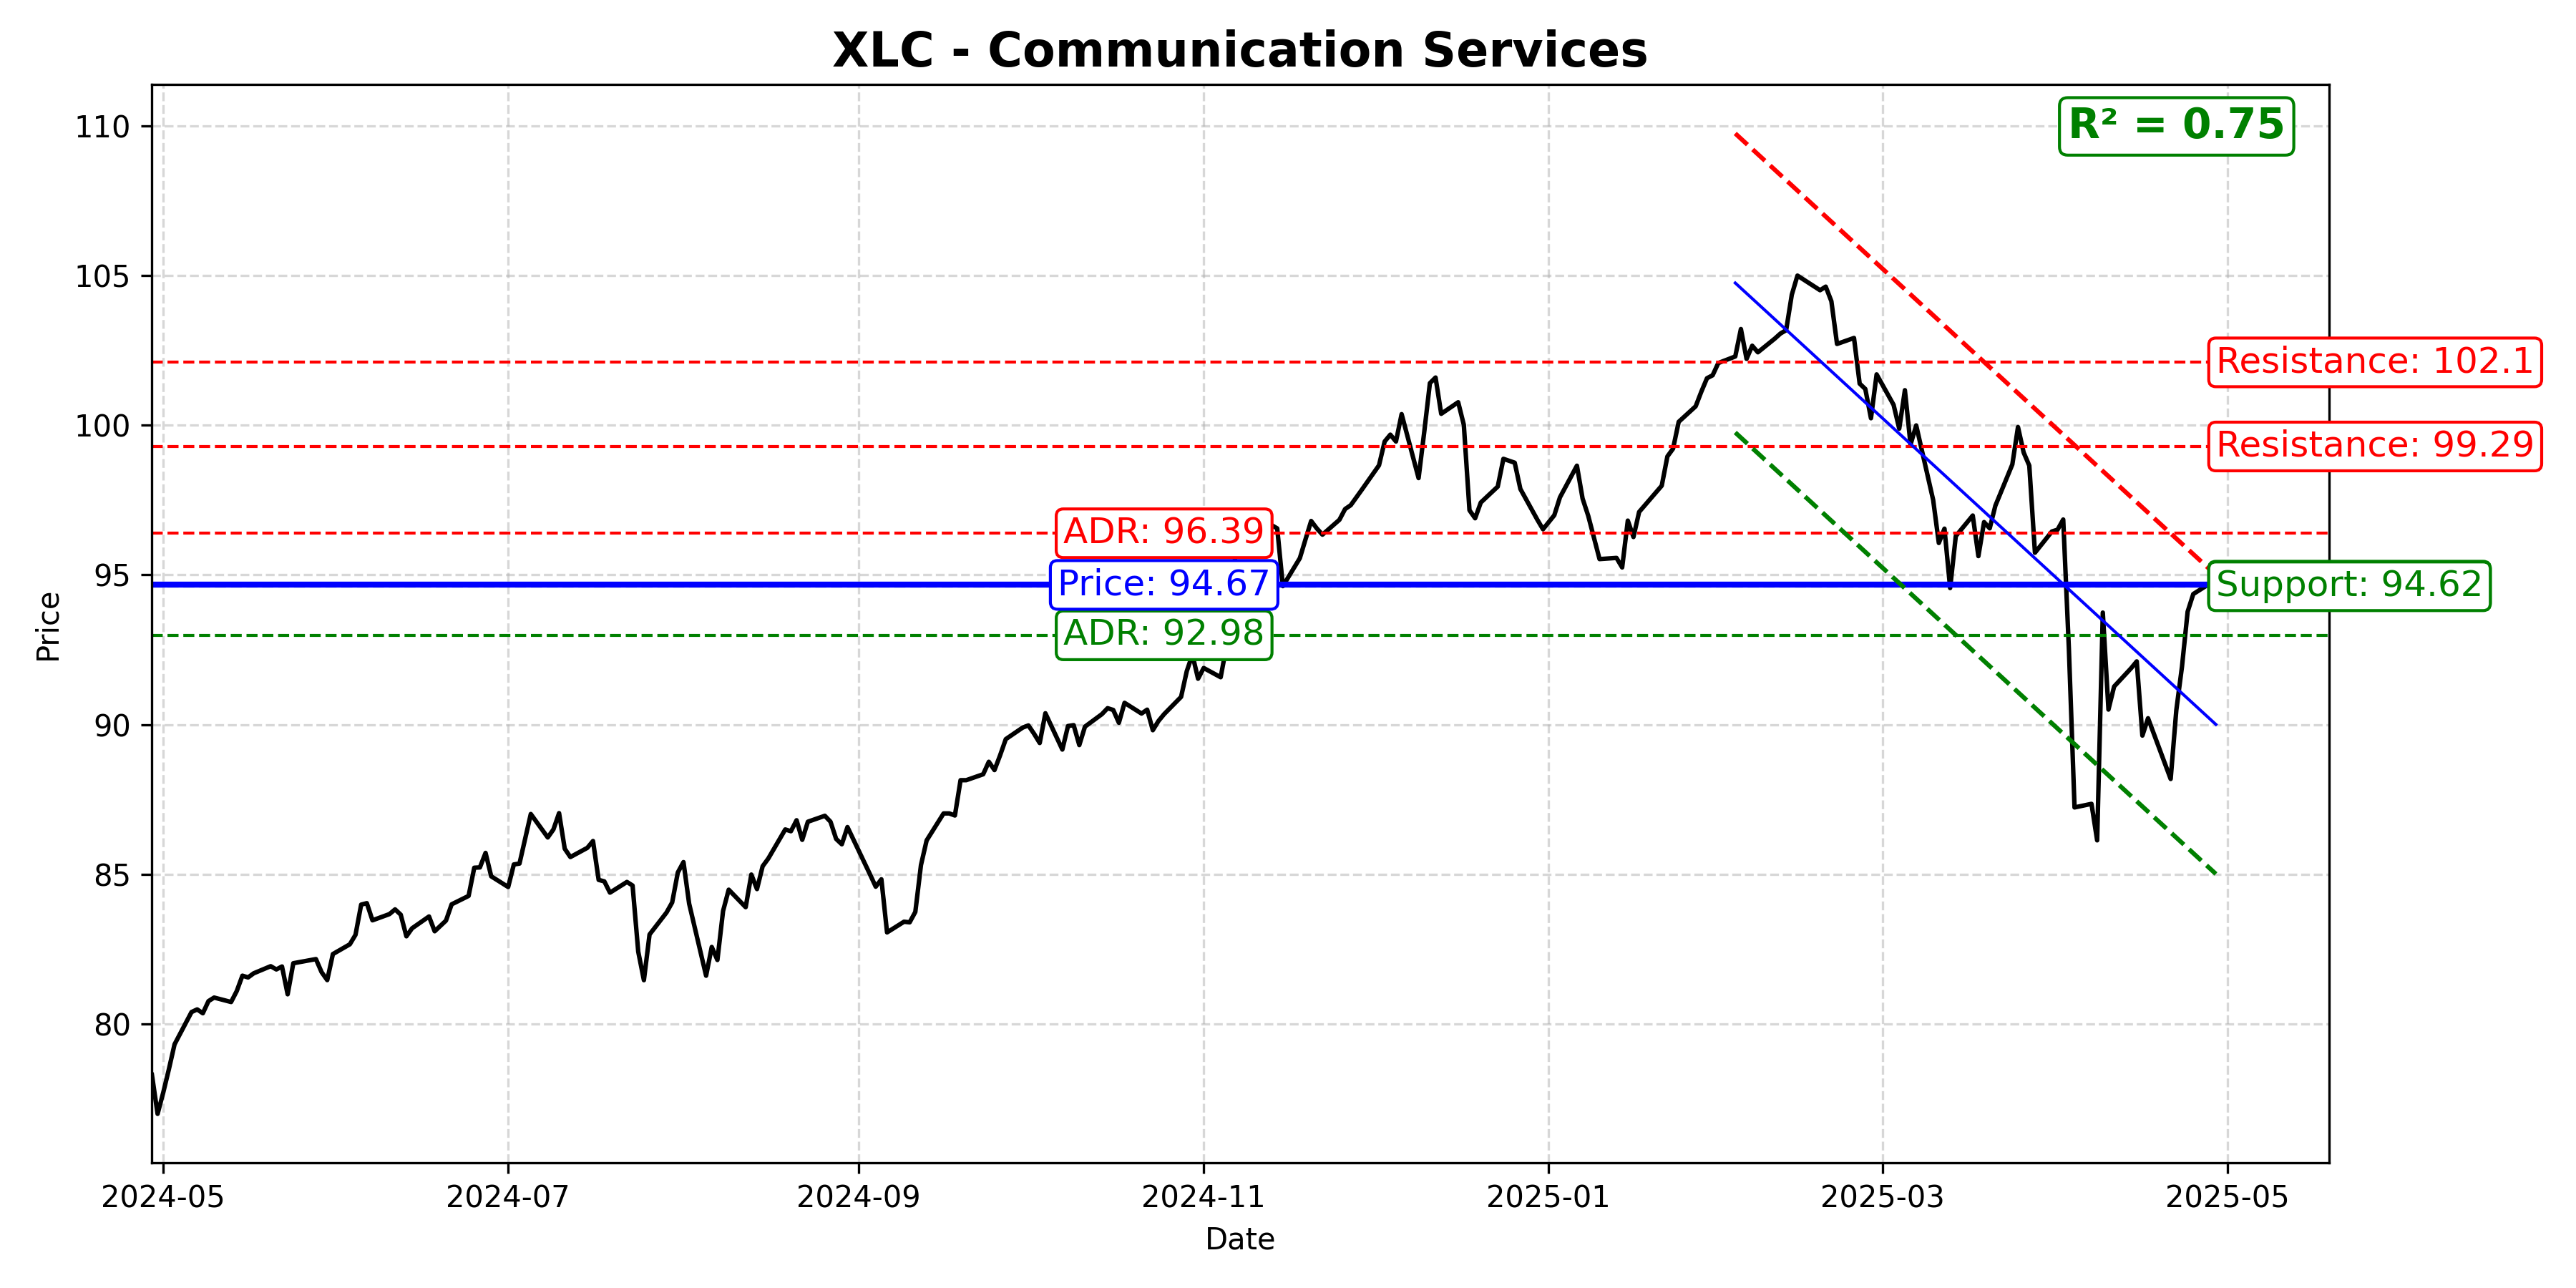 XLC - Communication Services
R² = 0.75
110
105
100
95
90
85
80
Price
Resistance: 102.1
Resistance: 99.29
ADR: 96.39
Price: 94.67
Support: 94.62
ADR: 92.98
2024-05
2024-07
2024-09
2024-11
2025-01
2025-03
2025-05
Date